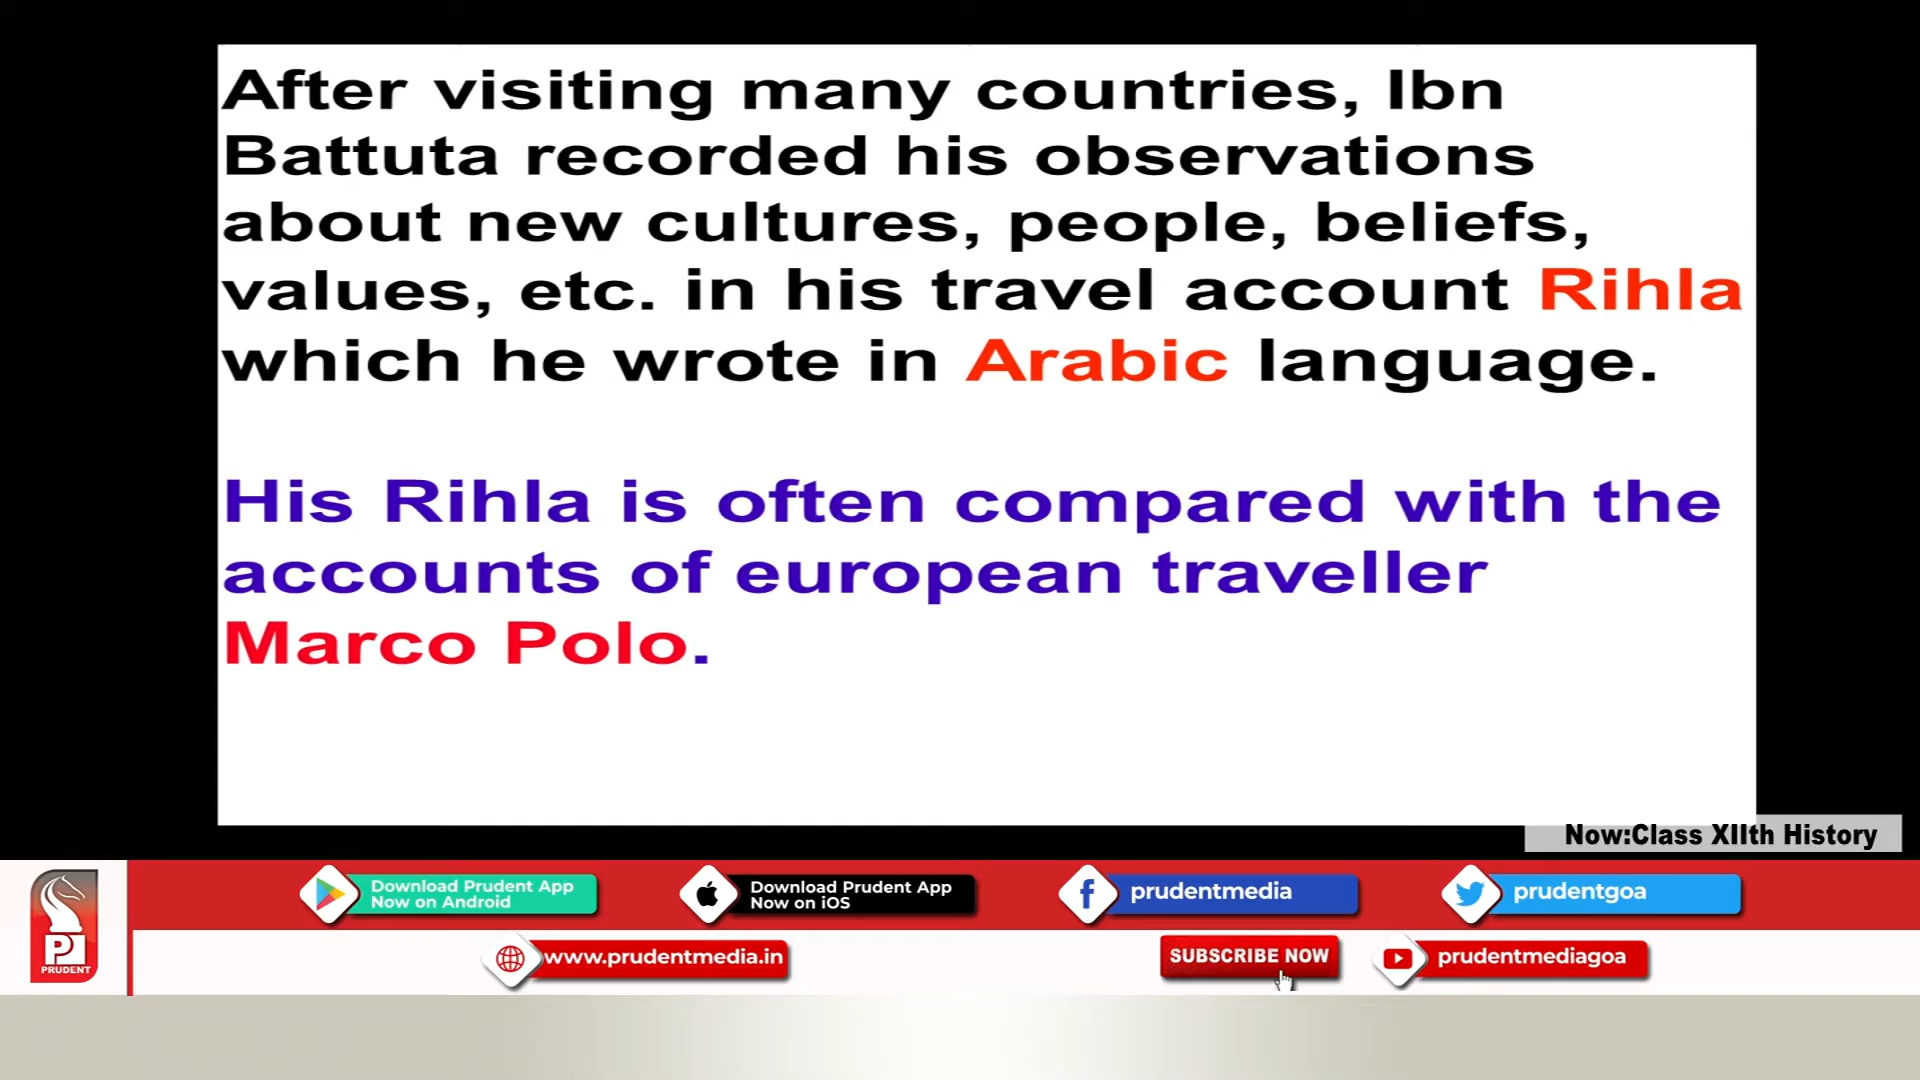 After visiting many countries, Ibn
Battuta recorded his observations
about new cultures, people, beliefs,
values, etc. in his travel account Rihla
which he wrote in Arabic language.
His Rihla is often compared with the
accounts of european traveller
Marco Polo.
Now:Class XIIth History
Download Prudent App
Now on Android
Download Prudent App
Now on iOS
prudentmedia
prudentgoa
P
PRUDENT
www.prudentmedia.in
SUBSCRIBE NOW
prudentmediagoa